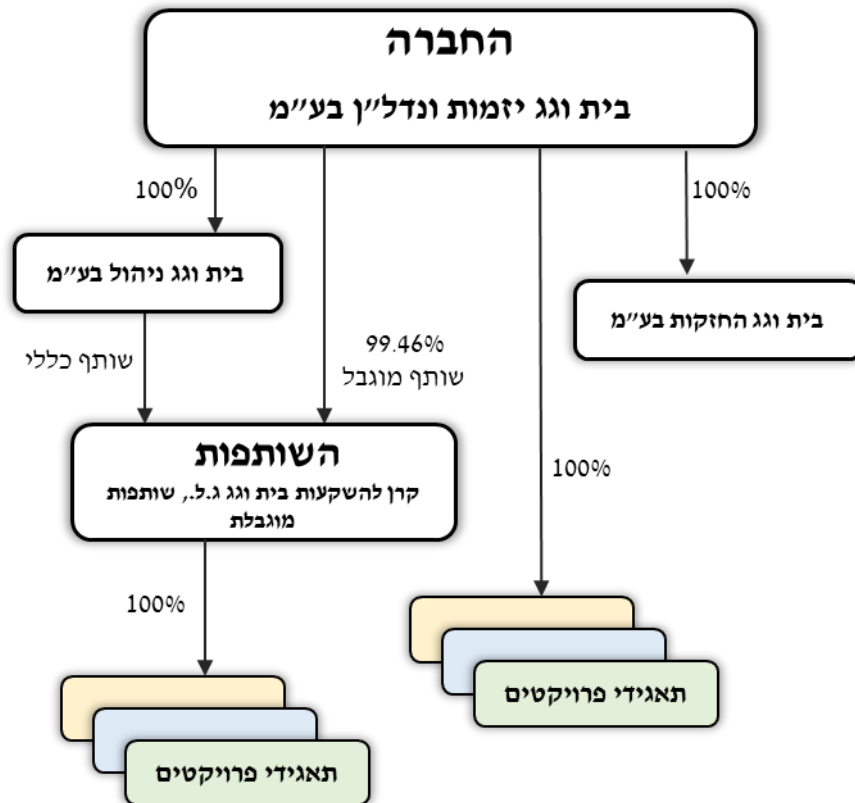 החברה
בית וגג יזמות ונדל"ן בע"מ
100%
100%
בית וגג ניהול בע"מ
בית וגג החזקות בע"מ
שותף כללי
99.46%
שותף מוגבל
השותפות
קרן להשקעות בית וגג ג.ל., שותפות
מוגבלת
100%
100%
תאגידי פרויקטים
תאגידי פרויקטים